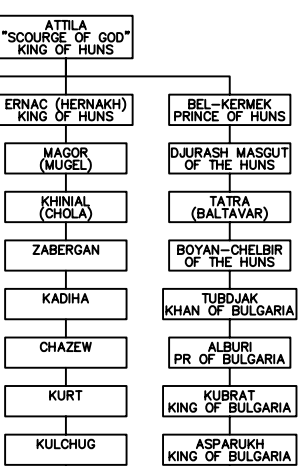 ATTILA
"SCOURGE OF GOD"
KING OF HUNS
ERNAC (HERNAKH)
KING OF HUNS
BEL-KERMEK
PRINCE OF HUNS
MAGOR
(MUGEL)
DJURASH MASGUT
OF THE HUNS
KHINIAL
(CHOLA)
TATRA
(BALTAVAR)
ZABERGAN
BOYAN-CHELBIR
OF THE HUNS
KADIHA
TUBDJAK
KHAN OF BULGARIA
CHAZEW
ALBURI
PR OF BULGARIA
KURT
KUBRAT
KING OF BULGARIA
KULCHUG
ASPARUKH
KING OF BULGARIA